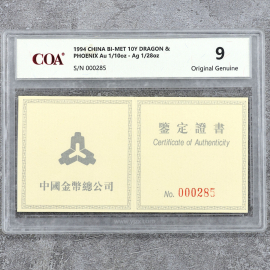 COA
1994 CHINA BI-MET 10Y DRAGON &
PHOENIX Au 1/10oz - Ag 1/28oz
S/N 000285
9
Original Genuine
中國金幣總公司
鑒定證書
Certificate of Authenticity
No. 000285